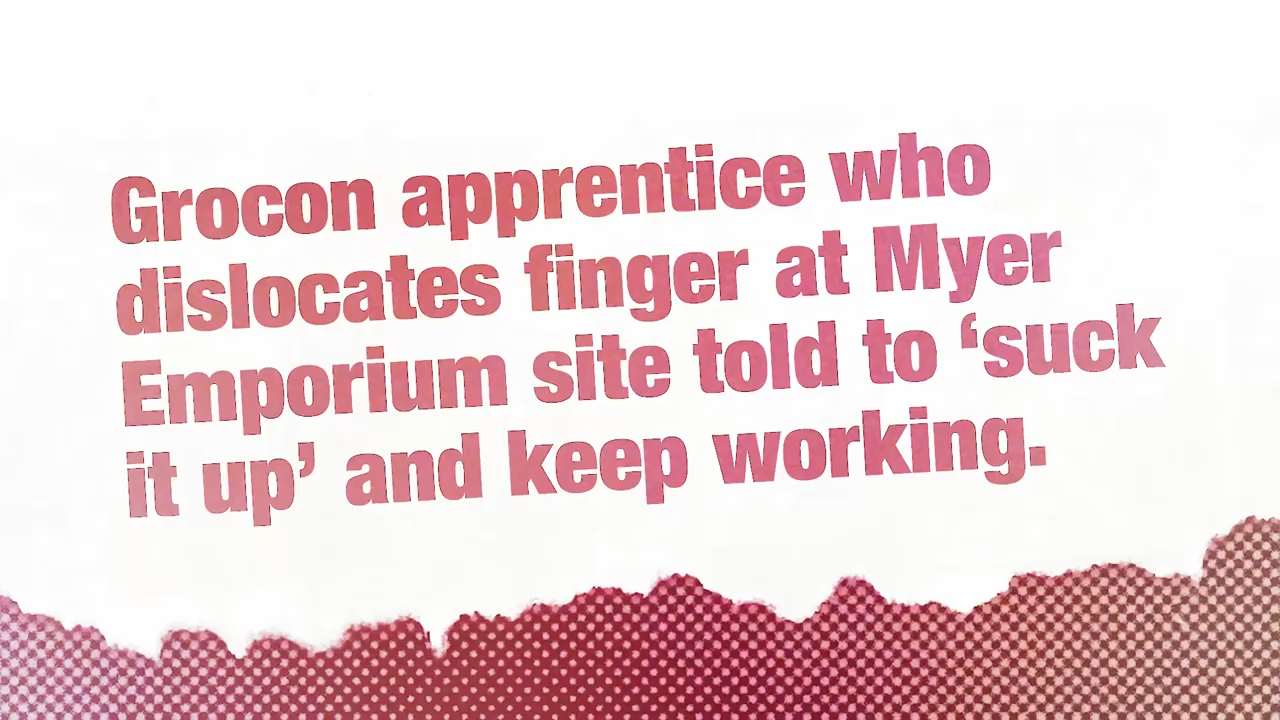 Grocon apprentice who
dislocates finger at Myer
Emporium site told to ‘suck
it up’ and keep working.